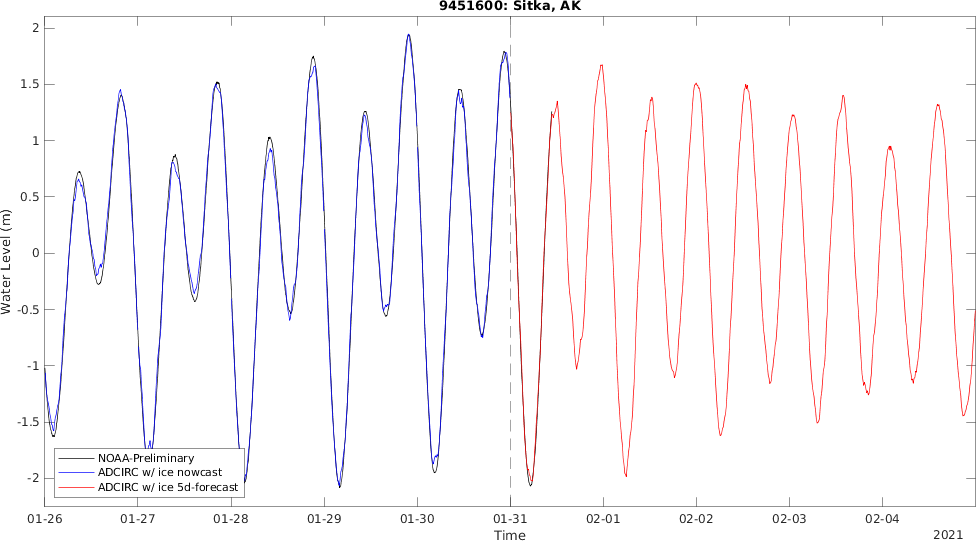 9451600: Sitka, AK
2
1.5
1
0.5
0
-0.5
-1
-1.5
-2
Water Level (m)
NOAA-Preliminary
ADCIRC w/ ice nowcast
ADCIRC w/ ice 5d-forecast
01-26 01-27 01-28 01-29 01-30 01-31 02-01 02-02 02-03 02-04
Time
2021